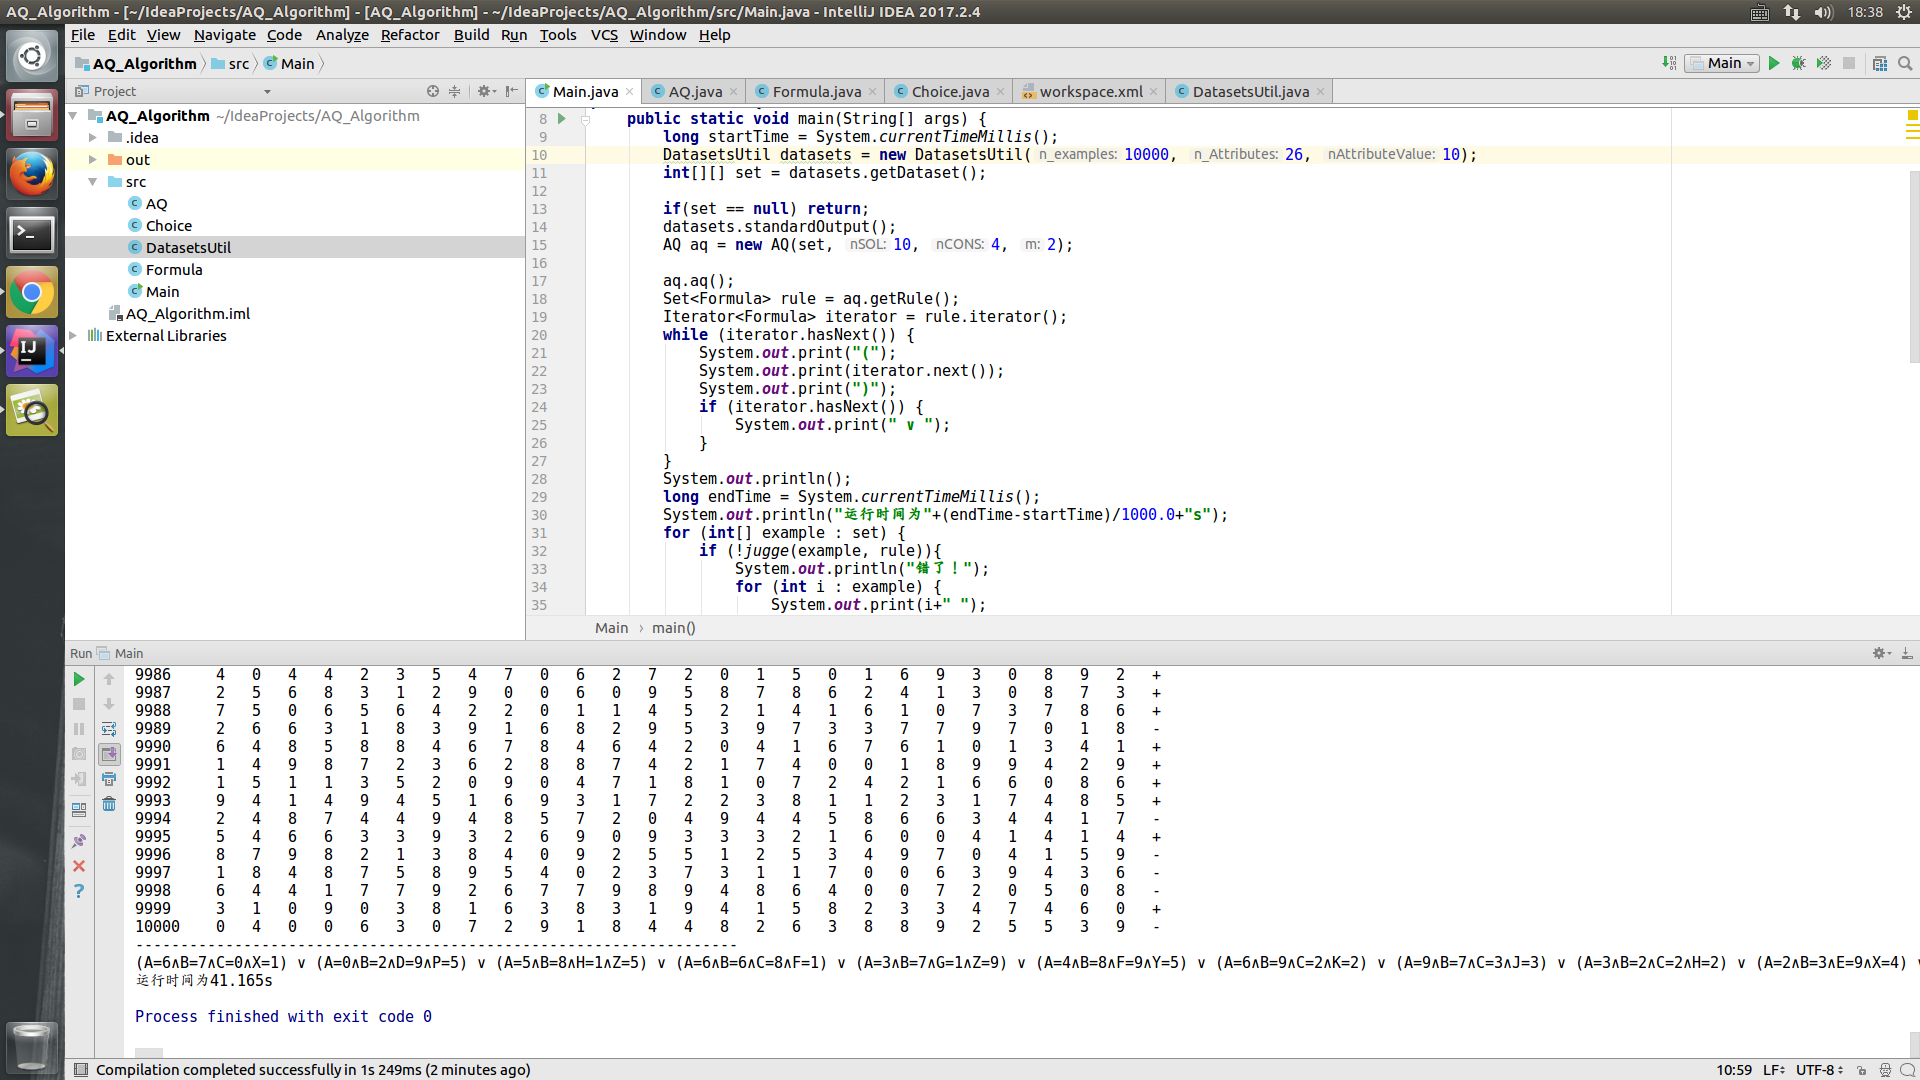 AQ_Algorithm - [~/IdeaProjects/AQ_Algorithm] - [AQ_Algorithm] - ~/IdeaProjects/AQ_Algorithm/src/Main.java - IntelliJ IDEA 2017.2.4
18:38
File Edit View Navigate Code Analyze Refactor Build Run Tools VCS Window Help
AQ_Algorithm src Main
Main
Project
Main.java AQ.java Formula.java Choice.java workspace.xml DatasetsUtil.java
AQ_Algorithm ~/IdeaProjects/AQ_Algorithm
.idea
out
src
AQ
Choice
DatasetsUtil
Formula
Main
AQ_Algorithm.iml
External Libraries
8 public static void main(String[] args) {
9 long startTime = System.currentTimeMillis();
10 DatasetsUtil datasets = new DatasetsUtil( n_examples: 10000, n_Attributes: 26, nAttributeValue: 10);
11 int[][] set = datasets.getDataset();
12
13 if(set == null) return;
14 datasets.standardOutput();
15 AQ aq = new AQ(set, nSOL: 10, nCONS: 4, m: 2);
16
17 aq.aq();
18 Set<Formula> rule = aq.getRule();
19 Iterator<Formula> iterator = rule.iterator();
20 while (iterator.hasNext()) {
21 System.out.print("(");
22 System.out.print(iterator.next());
23 System.out.print(")");
24 if (iterator.hasNext()) {
25 System.out.print(" ∨ ");
26 }
27 }
28 System.out.println();
29 long endTime = System.currentTimeMillis();
30 System.out.println("运行时间为"+(endTime-startTime)/1000.0+"s");
31 for (int[] example : set) {
32 if (!jugge(example, rule)){
33 System.out.println("错了！");
34 for (int i : example) {
35 System.out.print(i+" ");
Main › main()
Run Main
9986 4 0 4 4 2 3 5 4 7 0 6 2 7 2 0 1 5 0 1 6 9 3 0 8 9 2 +
9987 2 5 6 8 3 1 2 9 0 0 6 0 9 5 8 7 8 6 2 4 1 3 0 8 7 3 +
9988 7 5 0 6 5 6 4 2 2 0 1 1 4 5 2 1 4 1 6 1 0 7 3 7 8 6 +
9989 2 6 6 3 1 8 3 9 1 6 8 2 9 5 3 9 7 3 3 7 7 9 7 0 1 8 -
9990 6 4 8 5 8 8 4 6 7 8 4 6 4 2 0 4 1 6 7 6 1 0 1 3 4 1 +
9991 1 4 9 8 7 2 3 6 2 8 8 7 4 2 1 7 4 0 0 1 8 9 9 4 2 9 +
9992 1 5 1 1 3 5 2 0 9 0 4 7 1 8 1 0 7 2 4 2 1 6 6 0 8 6 +
9993 9 4 1 4 9 4 5 1 6 9 3 1 7 2 2 3 8 1 1 2 3 1 7 4 8 5 +
9994 2 4 8 7 4 4 9 4 8 5 7 2 0 4 9 4 4 5 8 6 6 3 4 4 1 7 -
9995 5 4 6 6 3 3 9 3 2 6 9 0 9 3 3 3 2 1 6 0 0 4 1 4 1 4 +
9996 8 7 9 8 2 1 3 8 4 0 9 2 5 5 1 2 5 3 4 9 7 0 4 1 5 9 -
9997 1 8 4 8 7 5 8 9 5 4 0 2 3 7 3 1 1 7 0 0 6 3 9 4 3 6 -
9998 6 4 4 1 7 7 9 2 6 7 7 9 8 9 4 8 6 4 0 0 7 2 0 5 0 8 -
9999 3 1 0 9 0 3 8 1 6 3 8 3 1 9 4 1 5 8 2 3 3 4 7 4 6 0 +
10000 0 4 0 0 6 3 0 7 2 9 1 8 4 4 8 2 6 3 8 8 9 2 5 5 3 9 -
-------------------------------------------------------------------
(A=6∧B=7∧C=0∧X=1) ∨ (A=0∧B=2∧D=9∧P=5) ∨ (A=5∧B=8∧H=1∧Z=5) ∨ (A=6∧B=6∧C=8∧F=1) ∨ (A=3∧B=7∧G=1∧Z=9) ∨ (A=4∧B=8∧F=9∧Y=5) ∨ (A=6∧B=9∧C=2∧K=2) ∨ (A=9∧B=7∧C=3∧J=3) ∨ (A=3∧B=2∧C=2∧H=2) ∨ (A=2∧B=3∧E=9∧X=4) ∨
运行时间为41.165s
Process finished with exit code 0
Compilation completed successfully in 1s 249ms (2 minutes ago)
10:59 LF UTF-8